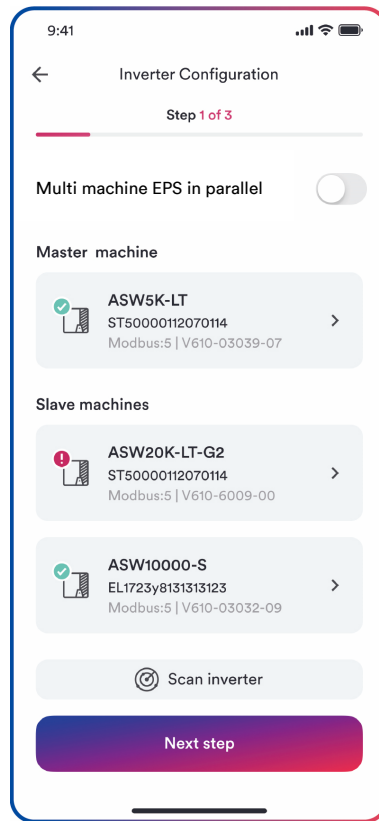 9:41
Inverter Configuration
Step 1 of 3
Multi machine EPS in parallel
Master machine
ASW5K-LT
ST50000112070114
Modbus:5 | V610-03039-07
Slave machines
ASW20K-LT-G2
ST50000112070114
Modbus:5 | V610-6009-00
ASW10000-S
EL1723y8131313123
Modbus:5 | V610-03032-09
Scan inverter
Next step